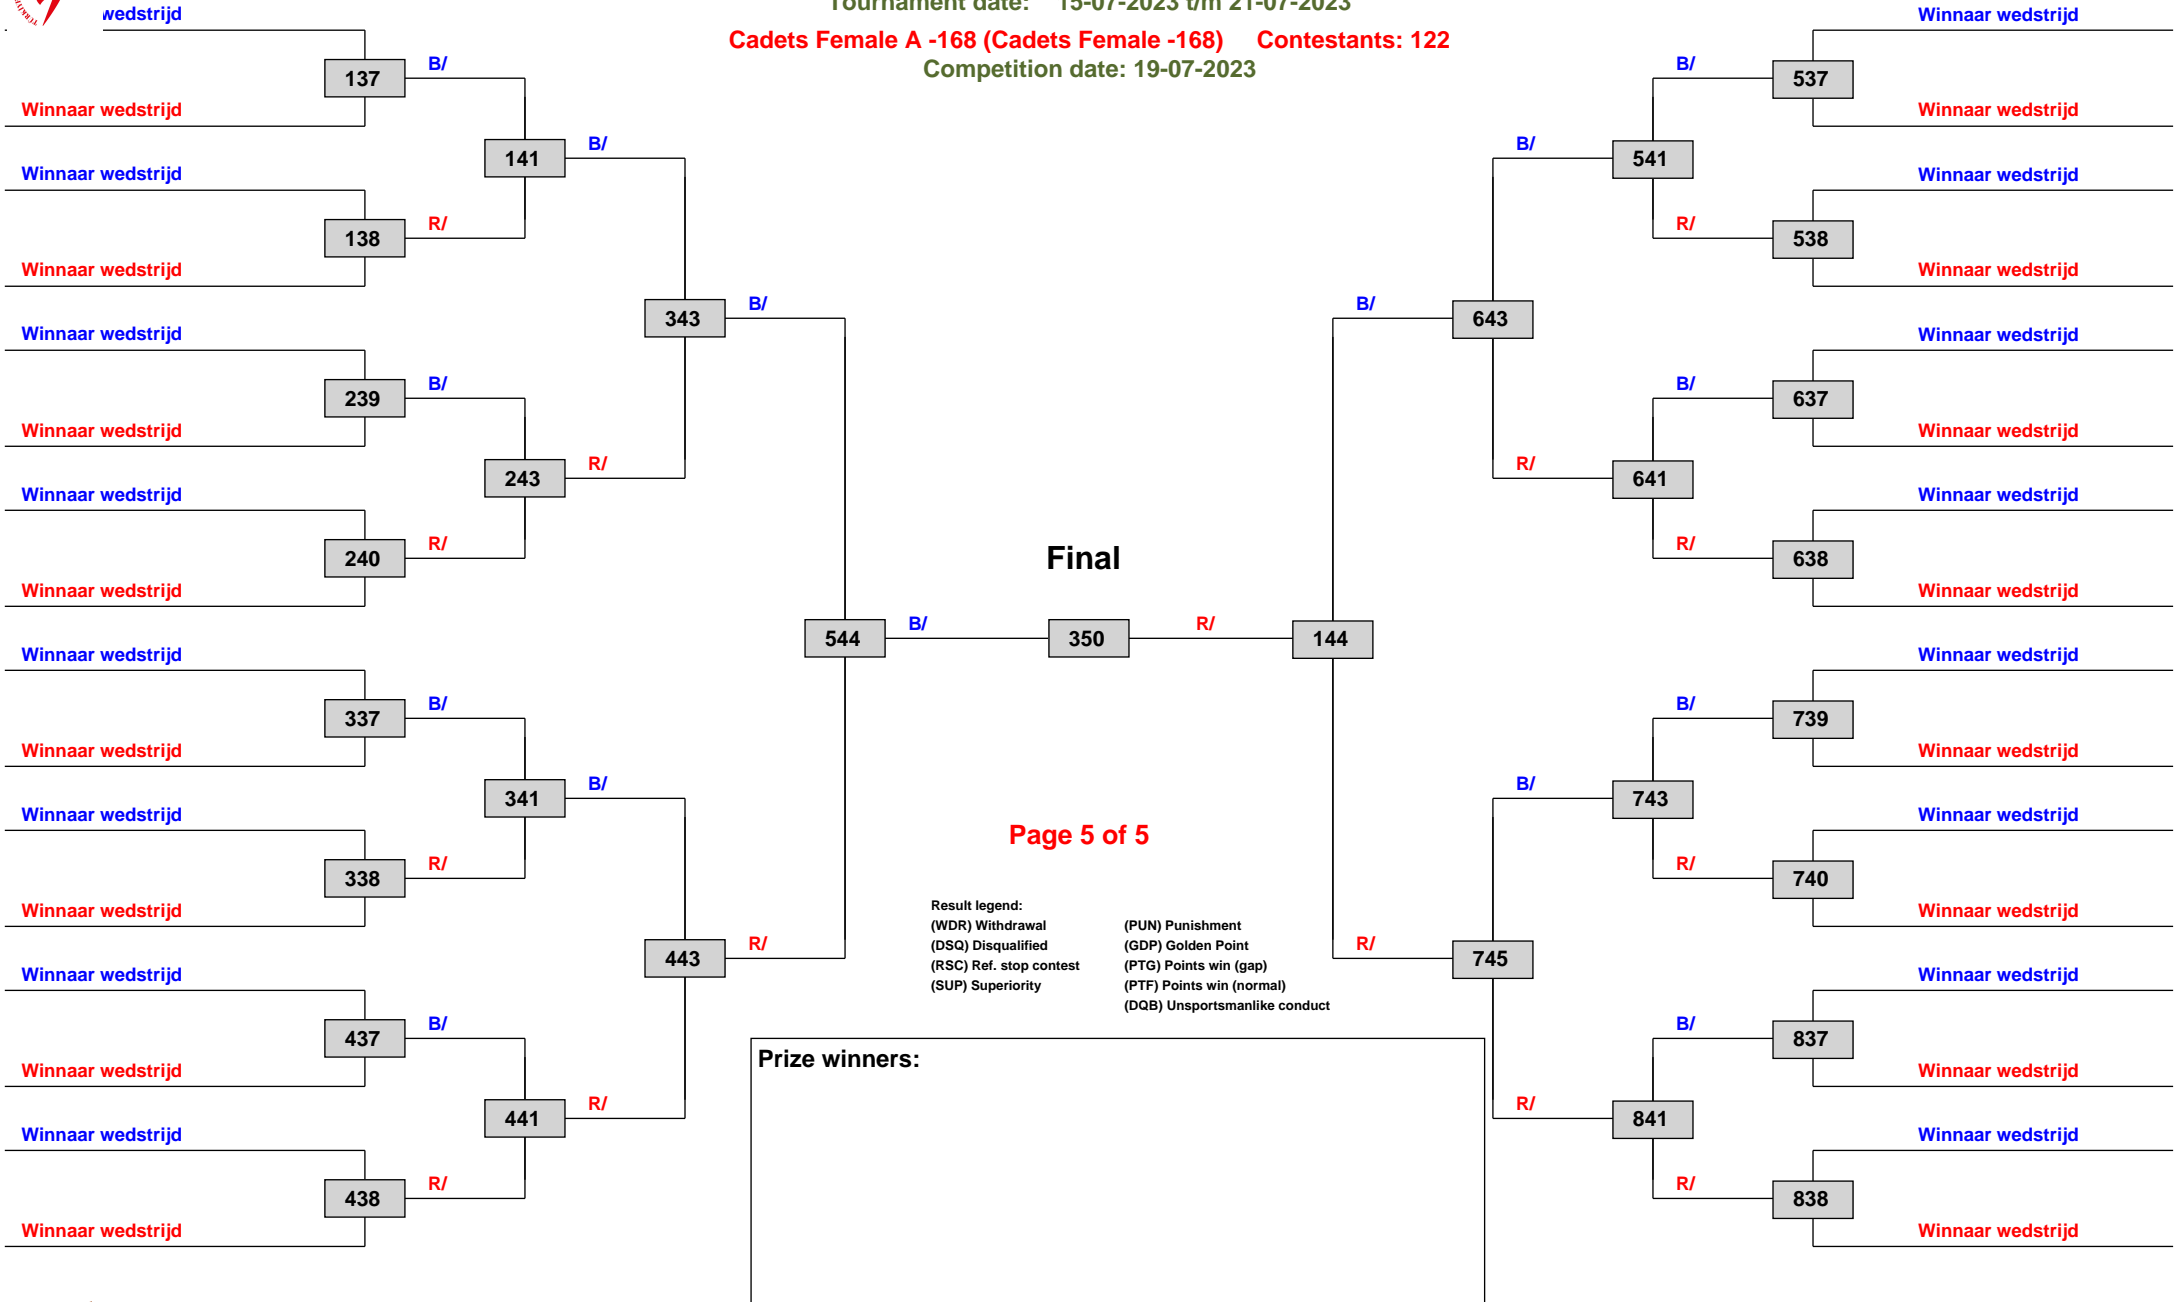 Tournament date: 15-07-2023 t/m 21-07-2023
Cadets Female A -168 (Cadets Female -168) Contestants: 122
Competition date: 19-07-2023
wedstrijd
137
B/
Winnaar wedstrijd
141
B/
Winnaar wedstrijd
138
R/
Winnaar wedstrijd
343
B/
Winnaar wedstrijd
239
B/
Winnaar wedstrijd
243
R/
Winnaar wedstrijd
240
R/
Winnaar wedstrijd
544
B/
Winnaar wedstrijd
337
B/
Winnaar wedstrijd
341
B/
Winnaar wedstrijd
338
R/
Winnaar wedstrijd
443
R/
Winnaar wedstrijd
437
B/
Winnaar wedstrijd
441
R/
Winnaar wedstrijd
438
R/
Winnaar wedstrijd
Final
350
R/
144
Page 5 of 5
Result legend:
(WDR) Withdrawal
(DSQ) Disqualified
(RSC) Ref. stop contest
(SUP) Superiority
(PUN) Punishment
(GDP) Golden Point
(PTG) Points win (gap)
(PTF) Points win (normal)
(DQB) Unsportsmanlike conduct
Prize winners:
Winnaar wedstrijd
B/
537
Winnaar wedstrijd
B/
541
Winnaar wedstrijd
R/
538
Winnaar wedstrijd
B/
643
Winnaar wedstrijd
B/
637
Winnaar wedstrijd
R/
641
Winnaar wedstrijd
R/
638
Winnaar wedstrijd
Winnaar wedstrijd
B/
739
Winnaar wedstrijd
B/
743
Winnaar wedstrijd
R/
740
Winnaar wedstrijd
R/
745
Winnaar wedstrijd
B/
837
Winnaar wedstrijd
R/
841
Winnaar wedstrijd
R/
838
Winnaar wedstrijd